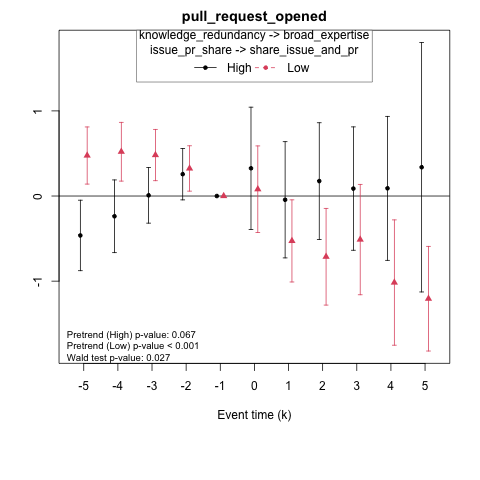 pull_request_opened
knowledge_redundancy -> broad_expertise
issue_pr_share -> share_issue_and_pr
High Low
1
0
-1
Pretrend (High) p-value: 0.067
Pretrend (Low) p-value < 0.001
Wald test p-value: 0.027
-5 -4 -3 -2 -1 0 1 2 3 4 5
Event time (k)